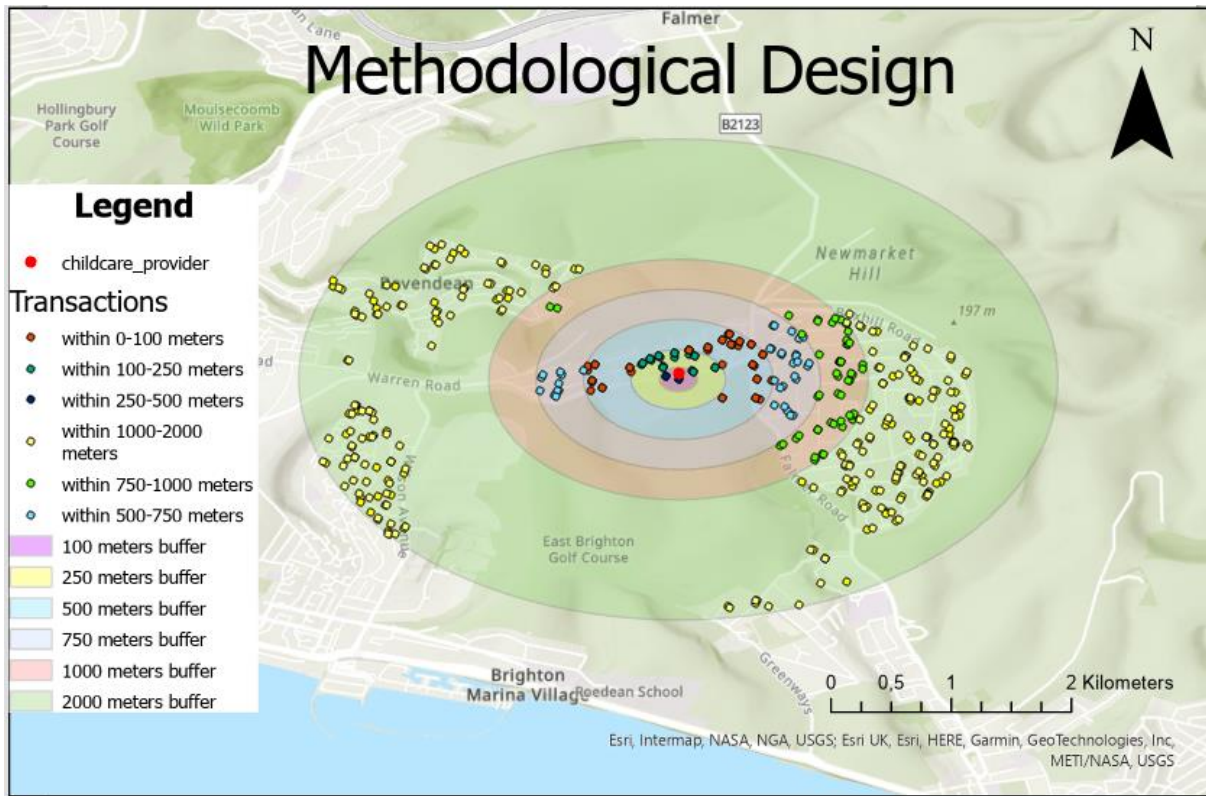 an Lane
Falmer
Methodological Design
N
Hollingbury
Park Golf
Course
Moulsecoomb
Wild Park
B2123
Legend
childcare_provider
Transactions
within 0-100 meters
within 100-250 meters
within 250-500 meters
within 1000-2000
meters
within 750-1000 meters
within 500-750 meters
100 meters buffer
250 meters buffer
500 meters buffer
750 meters buffer
1000 meters buffer
2000 meters buffer
Newmarket
Hill
197 m
Road
Warren Road
East Brighton
Golf Course
Brighton
Marina Village
Roedean School
Greenways
0 0,5 1 2 Kilometers
Esri, Intermap, NASA, NGA, USGS; Esri UK, Esri, HERE, Garmin, GeoTechnologies, Inc,
METI/NASA, USGS